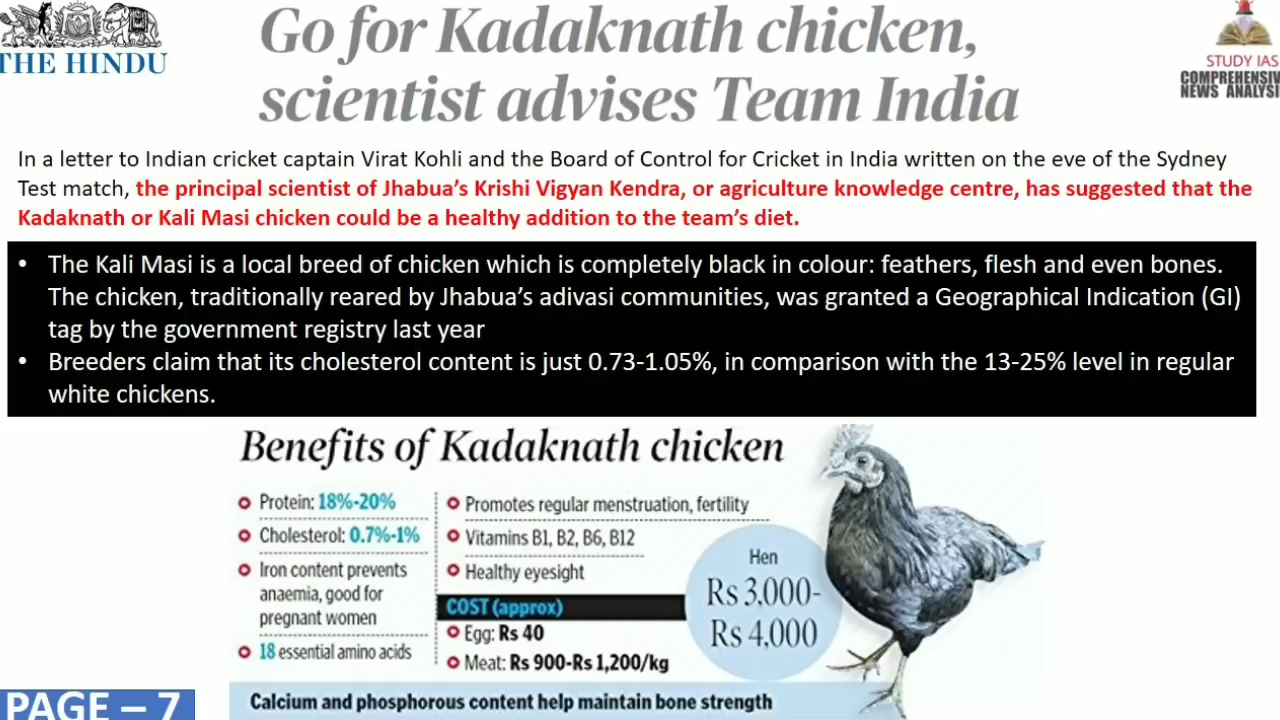 THE HINDU
Go for Kadaknath chicken,
scientist advises Team India
STUDY IAS
COMPREHENSIVE
NEWS ANALYSIS
In a letter to Indian cricket captain Virat Kohli and the Board of Control for Cricket in India written on the eve of the Sydney
Test match, the principal scientist of Jhabua's Krishi Vigyan Kendra, or agriculture knowledge centre, has suggested that the
Kadaknath or Kali Masi chicken could be a healthy addition to the team's diet.
• The Kali Masi is a local breed of chicken which is completely black in colour: feathers, flesh and even bones.
The chicken, traditionally reared by Jhabua's adivasi communities, was granted a Geographical Indication (GI)
tag by the government registry last year
• Breeders claim that its cholesterol content is just 0.73-1.05%, in comparison with the 13-25% level in regular
white chickens.
Benefits of Kadaknath chicken
Protein: 18%-20%
Cholesterol: 0.7%-1%
Iron content prevents
anaemia, good for
pregnant women
18 essential amino acids
Promotes regular menstruation, fertility
Vitamins B1, B2, B6, B12
Healthy eyesight
COST (approx)
Egg: Rs 40
Meat: Rs 900-Rs 1,200/kg
Hen
Rs 3,000-
Rs 4,000
Calcium and phosphorous content help maintain bone strength
PAGE – 7